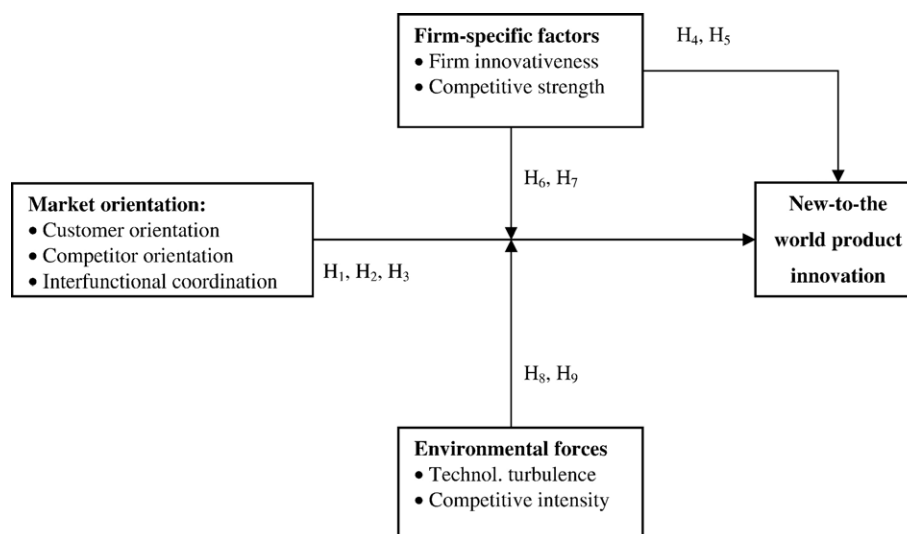 Firm-specific factors
• Firm innovativeness
• Competitive strength
H₄, H₅
H₆, H₇
Market orientation:
• Customer orientation
• Competitor orientation
• Interfunctional coordination
H₁, H₂, H₃
New-to-the
world product
innovation
H₈, H₉
Environmental forces
• Technol. turbulence
• Competitive intensity